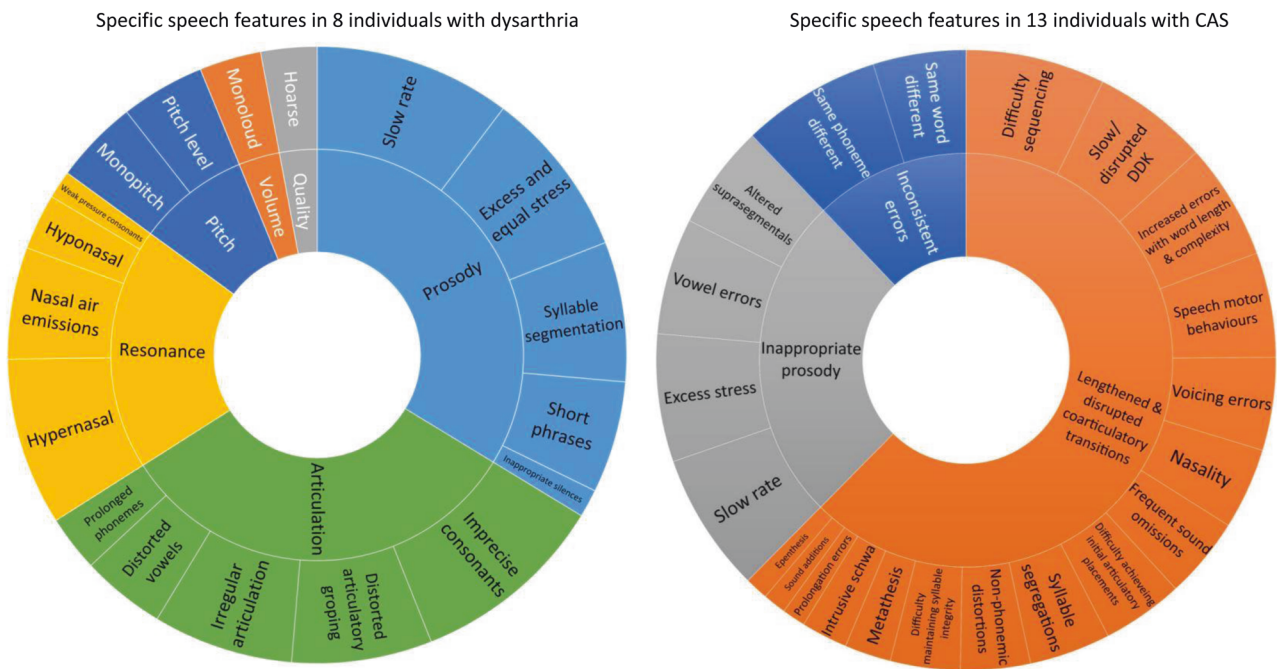 Specific speech features in 8 individuals with dysarthria
Slow rate
Excess and
equal stress
Syllable
segmentation
Short
phrases
Inappropriate silences
Prosody
Imprecise
consonants
Distorted
articulatory
groping
Irregular
articulation
Distorted
vowels
Prolonged
phonemes
Articulation
Hypernasal
Nasal air
emissions
Hyponasal
Weak pressure consonants
Resonance
Monopitch
Pitch level
Pitch
Monoloud
Volume
Hoarse
Quality
Specific speech features in 13 individuals with CAS
Difficulty
sequencing
Slow/
disrupted
DDK
Increased errors
with word length
& complexity
Speech motor
behaviours
Voicing errors
Nasality
Frequent sound
omissions
Difficulty achieveing
initial articulatory
placements
Syllable
segregations
Non-phonemic
distortions
Difficulty
maintaining syllable
integrity
Metathesis
Intrusive schwa
Prolongation errors
Sound additions
Epenthesis
Lengthened &
disrupted
coarticulatory
transitions
Slow rate
Excess stress
Vowel errors
Altered
suprasegmentals
Inappropriate
prosody
Same phoneme
different
Same word
different
Inconsistent
errors